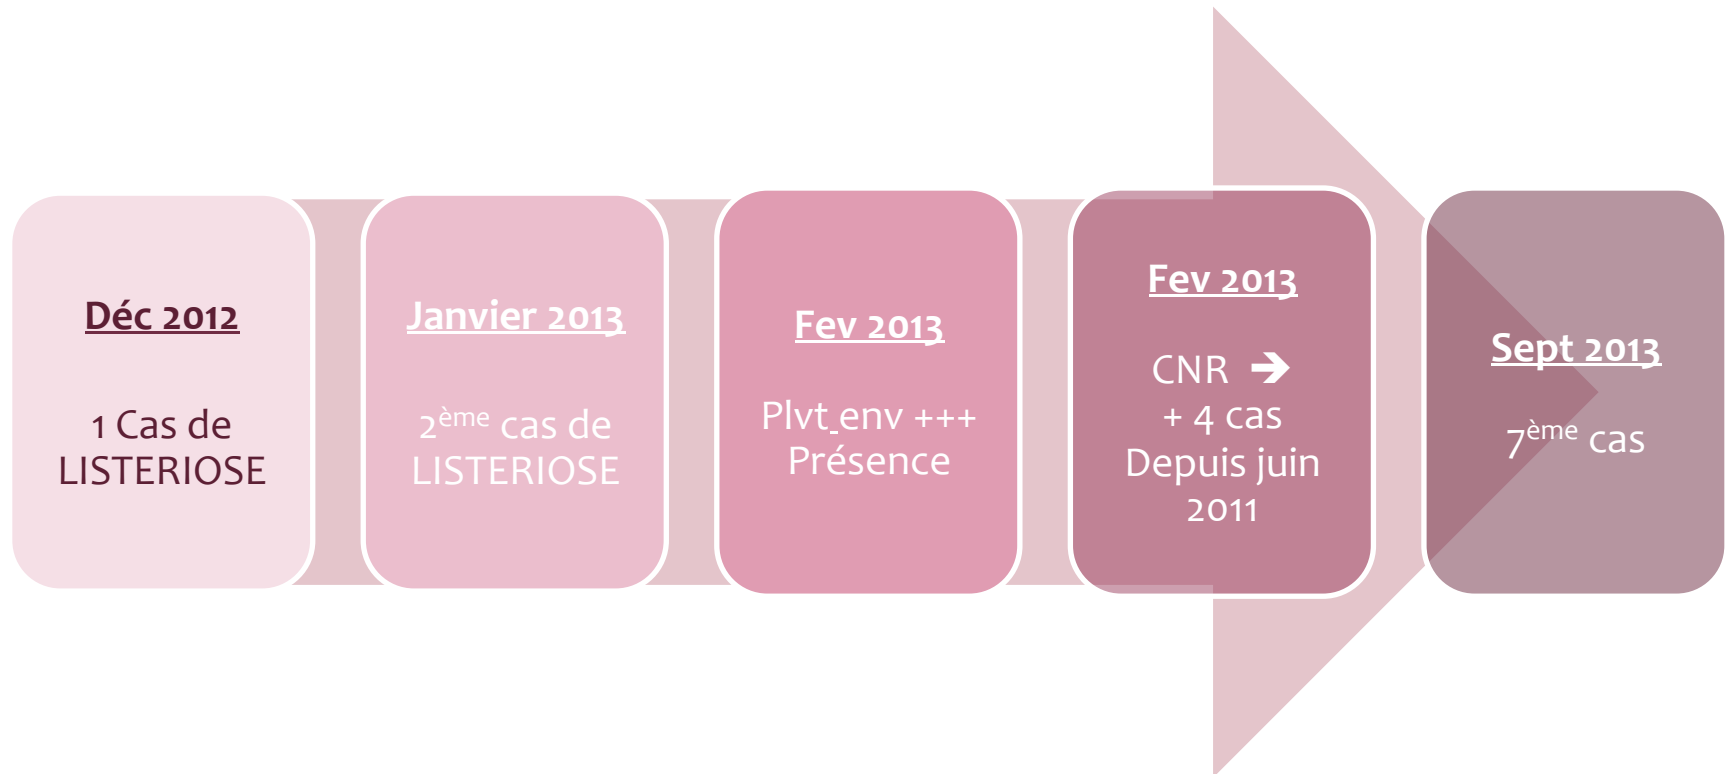 Déc 2012
1 Cas de
LISTERIOSE
Janvier 2013
2ème cas de
LISTERIOSE
Fev 2013
Plvt env +++
Présence
Fev 2013
CNR ➔
+ 4 cas
Depuis juin
2011
Sept 2013
7ème cas